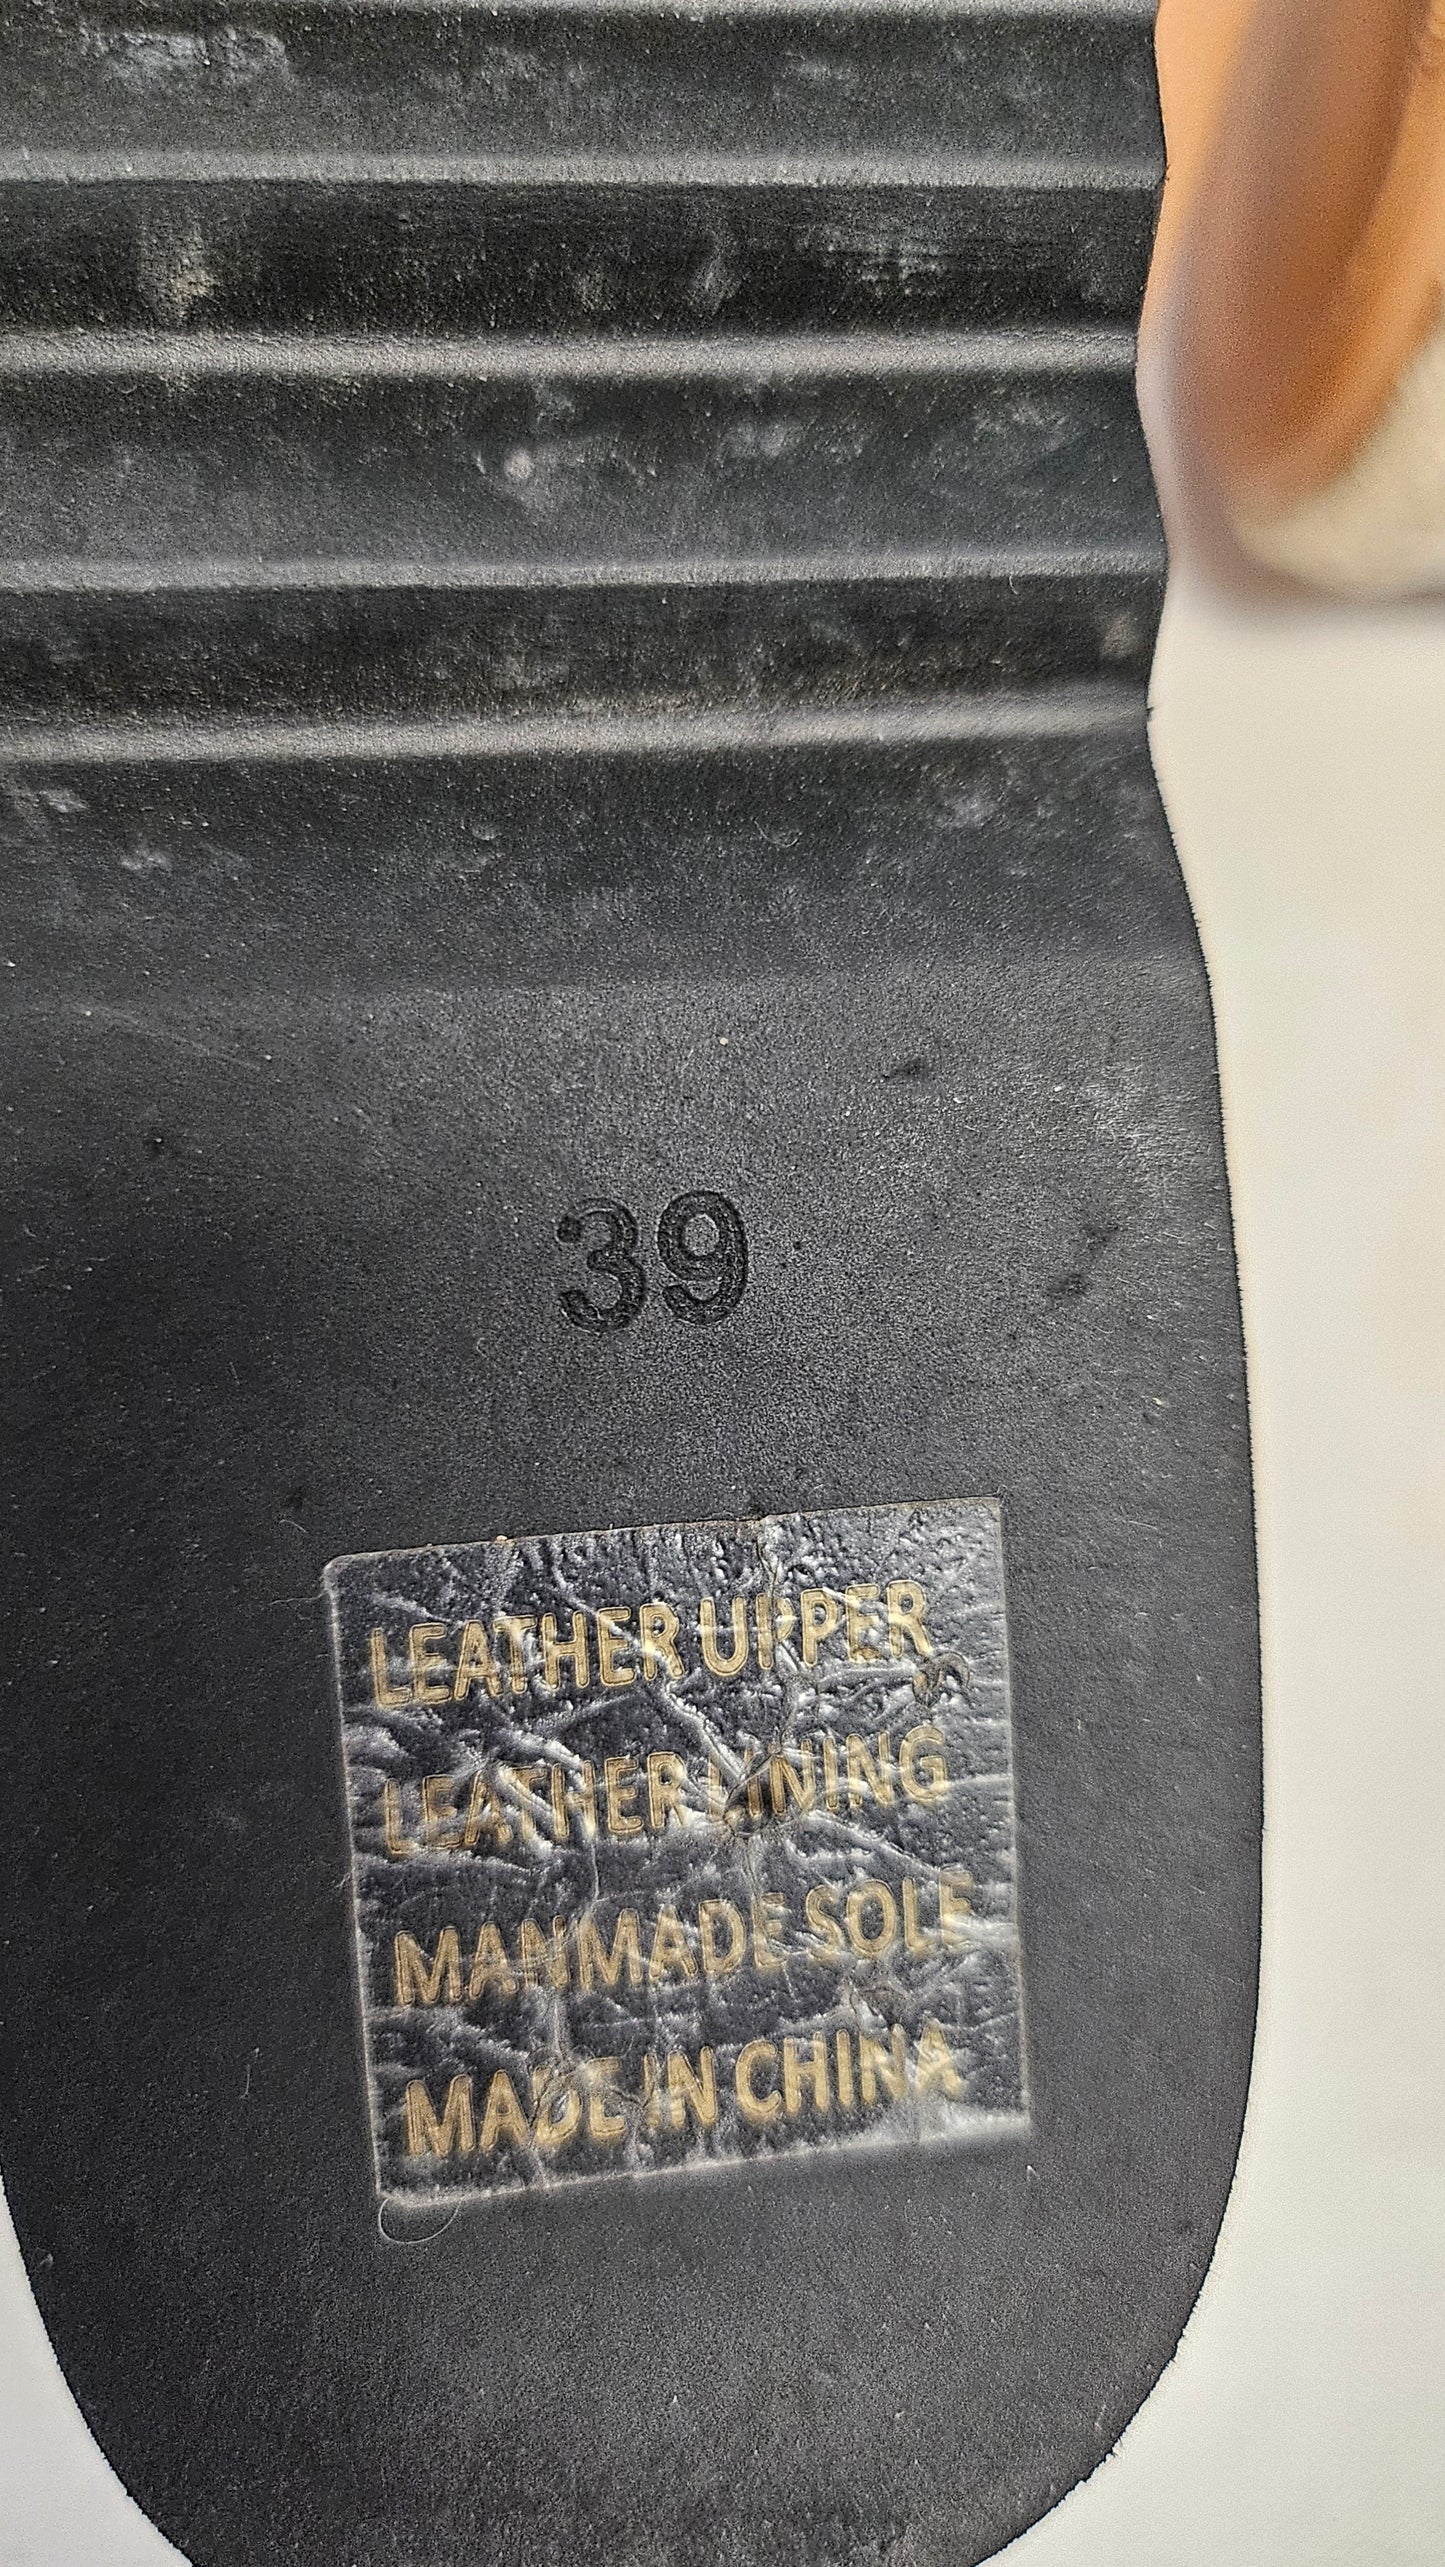 39
LEATHER UPPER
LEATHER LINING
MANMADE SOLE
MADE IN CHINA